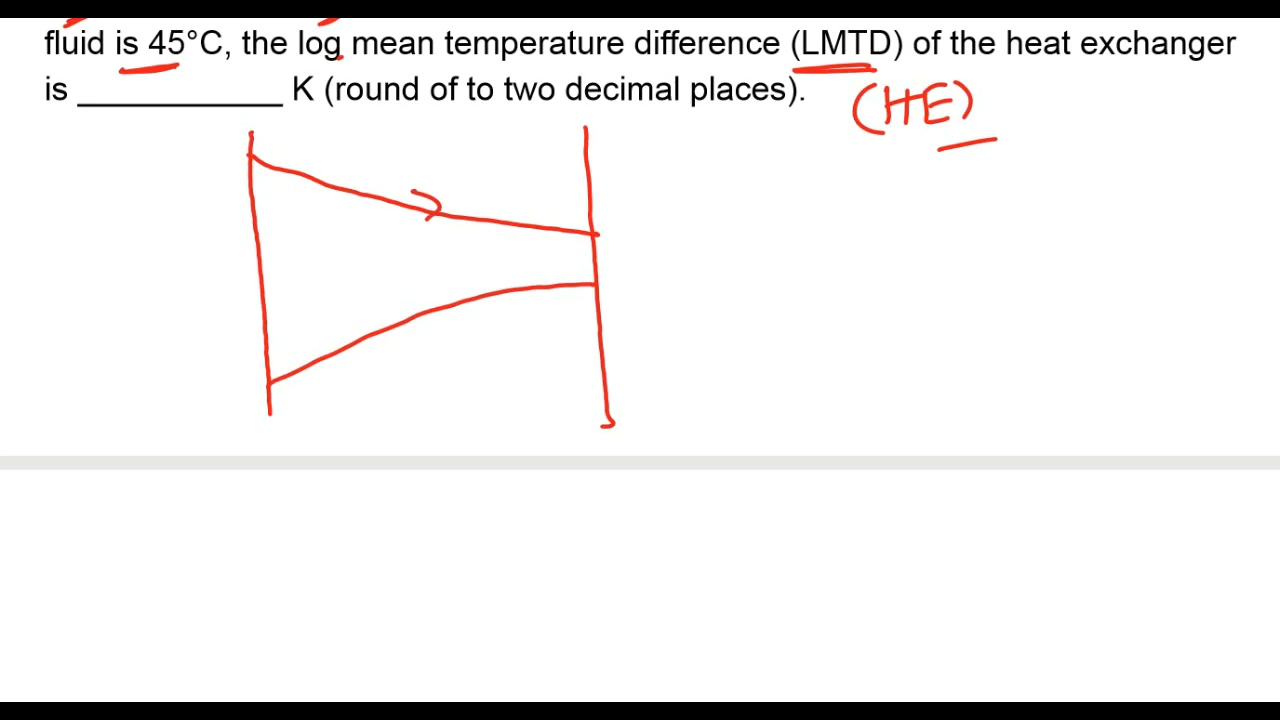 fluid is 45°C, the log mean temperature difference (LMTD) of the heat exchanger
is ___________ K (round of to two decimal places).
(HE)